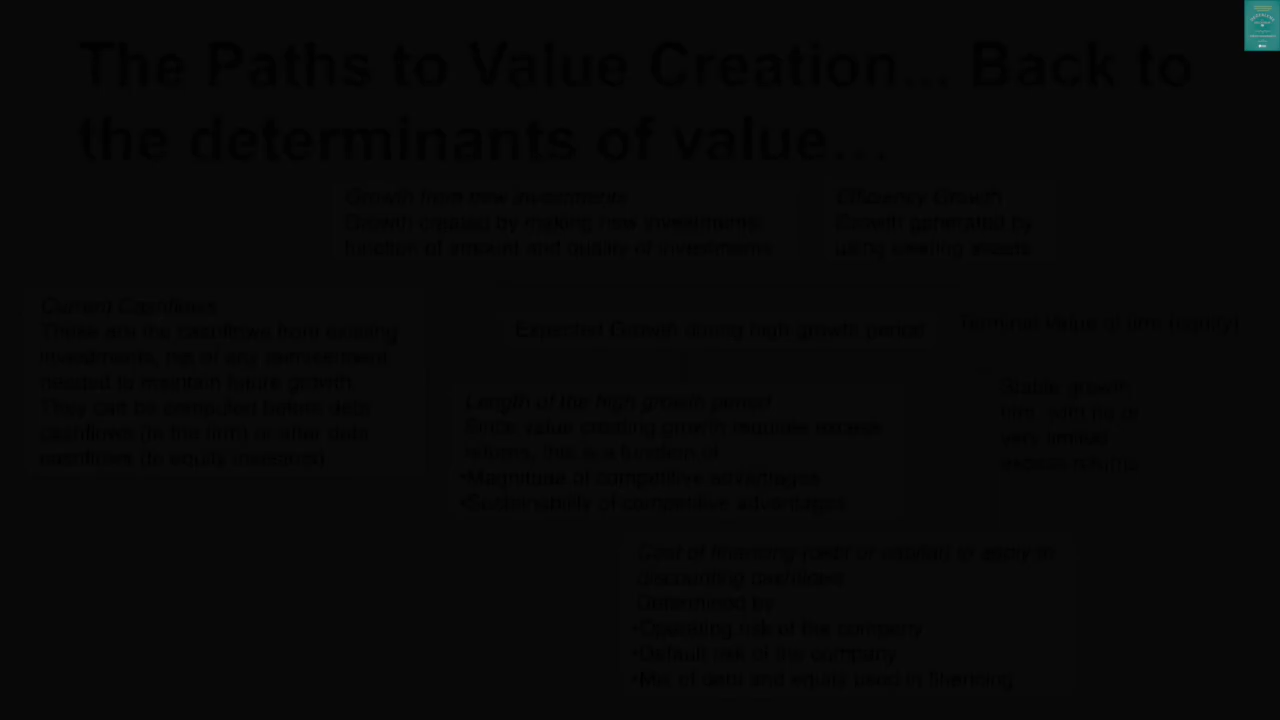 The Paths to Value Creation... Back to
the determinants of value...
Growth from new investments
Growth created by making new investments;
function of amount and quality of investments
Efficiency Growth
Growth generated by
using existing assets
Current Cashflows
These are the cashflows from existing
investments, net of any reinvestment
needed to maintain future growth.
They can be computed before debt
cashflows (to the firm) or after debt
cashflows (to equity investors).
Expected Growth during high growth period
Terminal Value of firm (equity)
Stable growth
firm, with no or
very limited
excess returns
Length of the high growth period
Since value creating growth requires excess
returns, this is a function of
•Magnitude of competitive advantages
•Sustainability of competitive advantages
Cost of financing (debt or capital) to apply to
discounting cashflows
Determined by
•Operating risk of the company
•Default risk of the company
•Mix of debt and equity used in financing